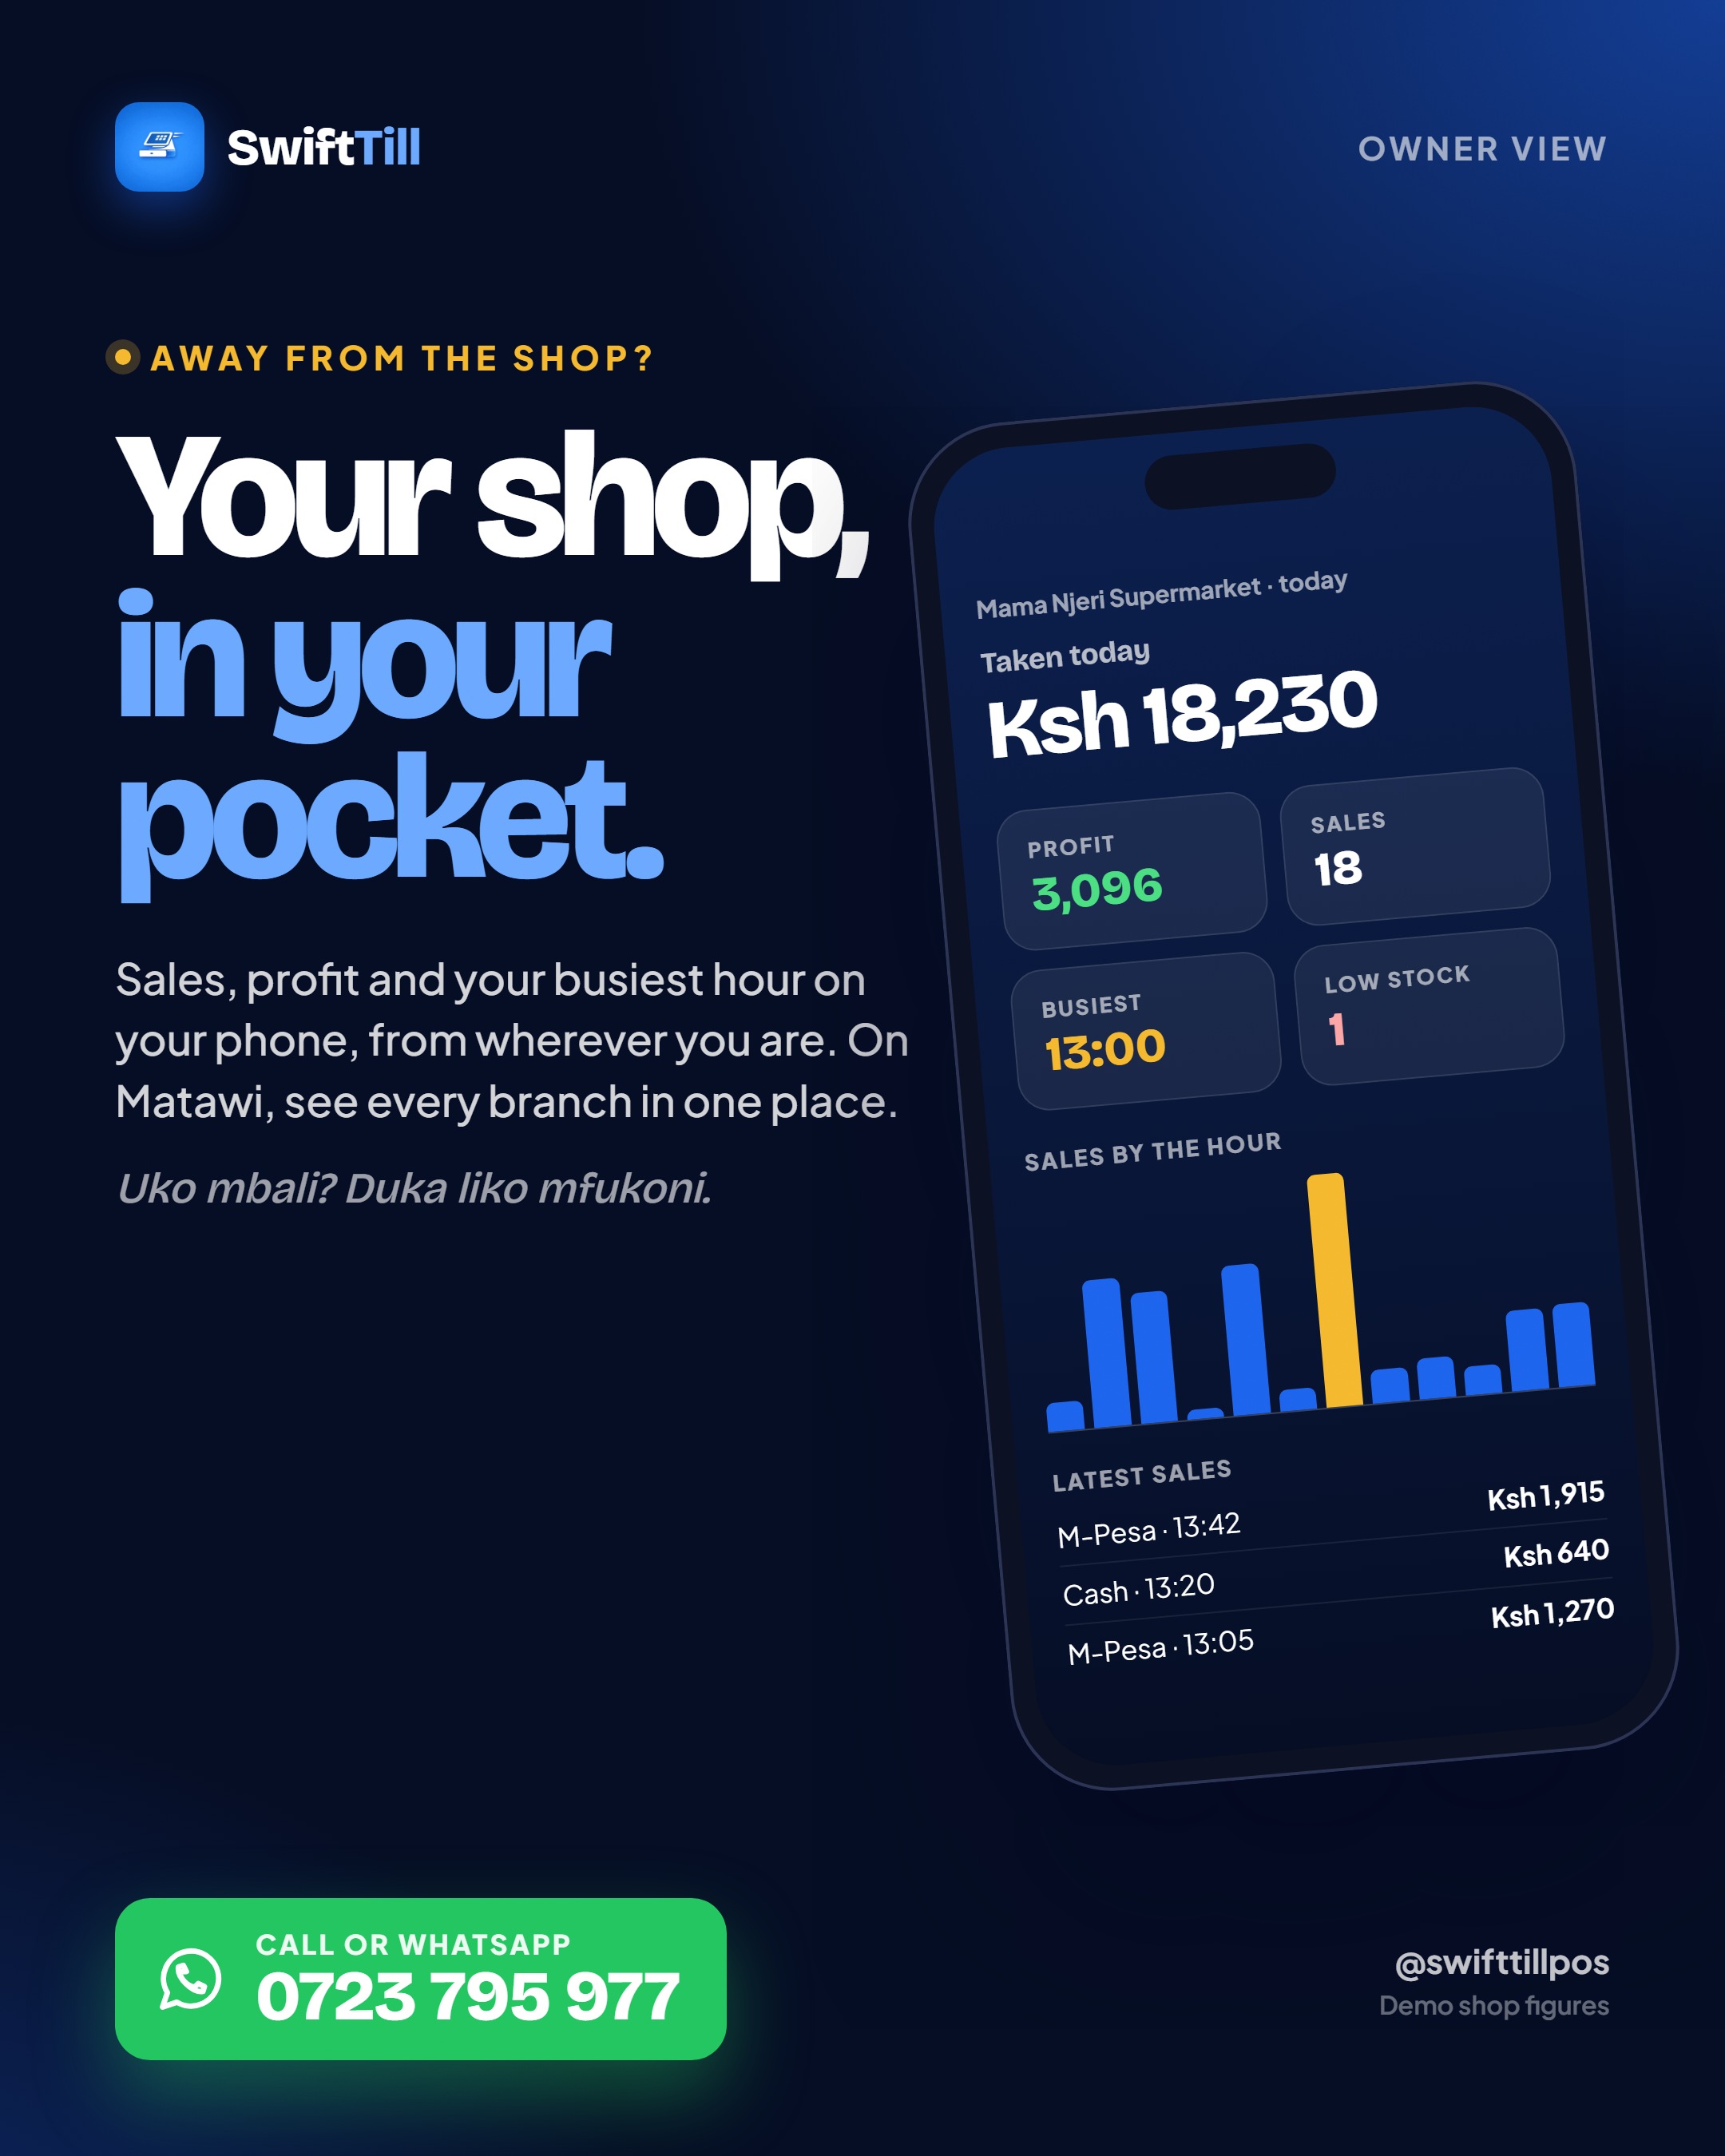 SwiftTill
OWNER VIEW
AWAY FROM THE SHOP?
Your shop,
in your
pocket.
Sales, profit and your busiest hour on
your phone, from wherever you are. On
Matawi, see every branch in one place.
Uko mbali? Duka liko mfukoni.
Mama Njeri Supermarket · today
Taken today
Ksh 18,230
PROFIT
3,096
SALES
18
BUSIEST
13:00
LOW STOCK
1
SALES BY THE HOUR
LATEST SALES
M-Pesa · 13:42 Ksh 1,915
Cash · 13:20 Ksh 640
M-Pesa · 13:05 Ksh 1,270
CALL OR WHATSAPP
0723 795 977
@swifttillpos
Demo shop figures